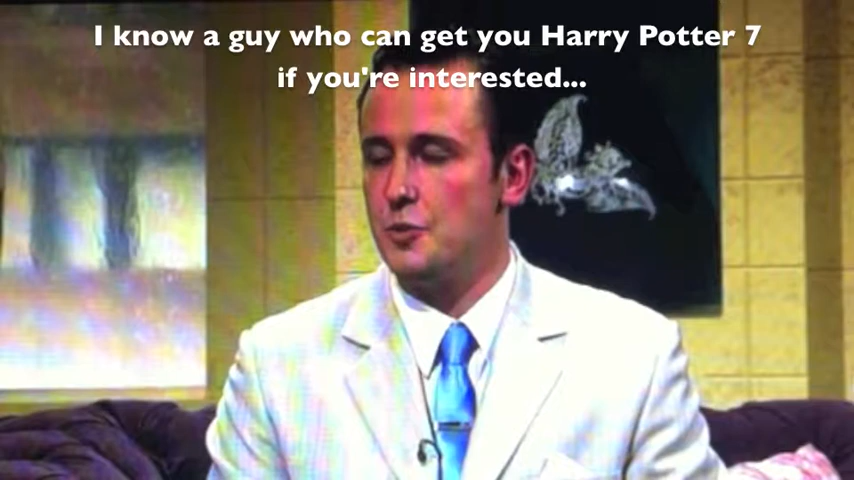 I know a guy who can get you Harry Potter 7
if you're interested...